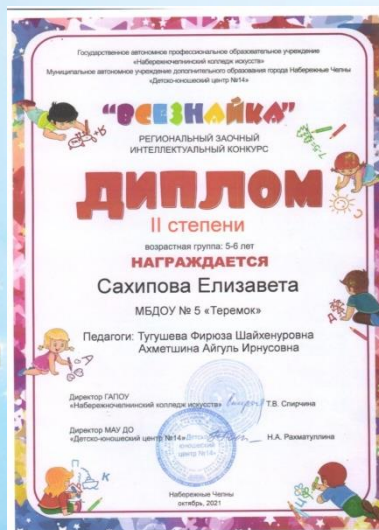 Государственное автономное профессиональное образовательное учреждение
«Набережночелнинский колледж искусств»
Муниципальное автономное учреждение дополнительного образования города Набережные Челны
«Детско-юношеский центр №14»
"ВСЕЗНАЙКА"
РЕГИОНАЛЬНЫЙ ЗАОЧНЫЙ
ИНТЕЛЛЕКТУАЛЬНЫЙ КОНКУРС
ДИПЛОМ
II степени
возрастная группа: 5-6 лет
НАГРАЖДАЕТСЯ
Сахипова Елизавета
МБДОУ № 5 «Теремок»
Педагоги: Тугушева Фирюза Шайхенуровна
Ахметшина Айгуль Ирнусовна
Директор ГАПОУ
«Набережночелнинский колледж искусств» Т.В. Спирчина
Директор МАУ ДО
«Детско-юношеский центр №14» Н.А. Рахматуллина
Набережные Челны
октябрь, 2021